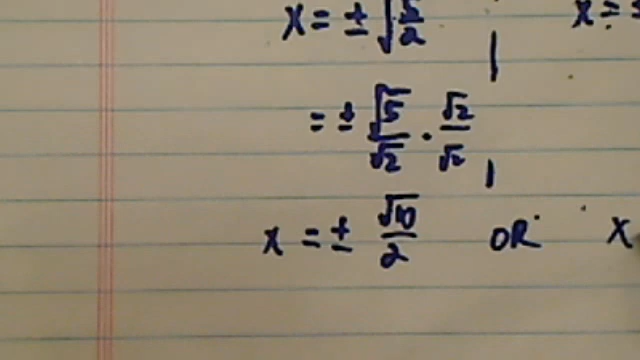 x = ± √5/2 x = ±
= ± √5/√2 · √2/√2
x = ± √10/2 OR x